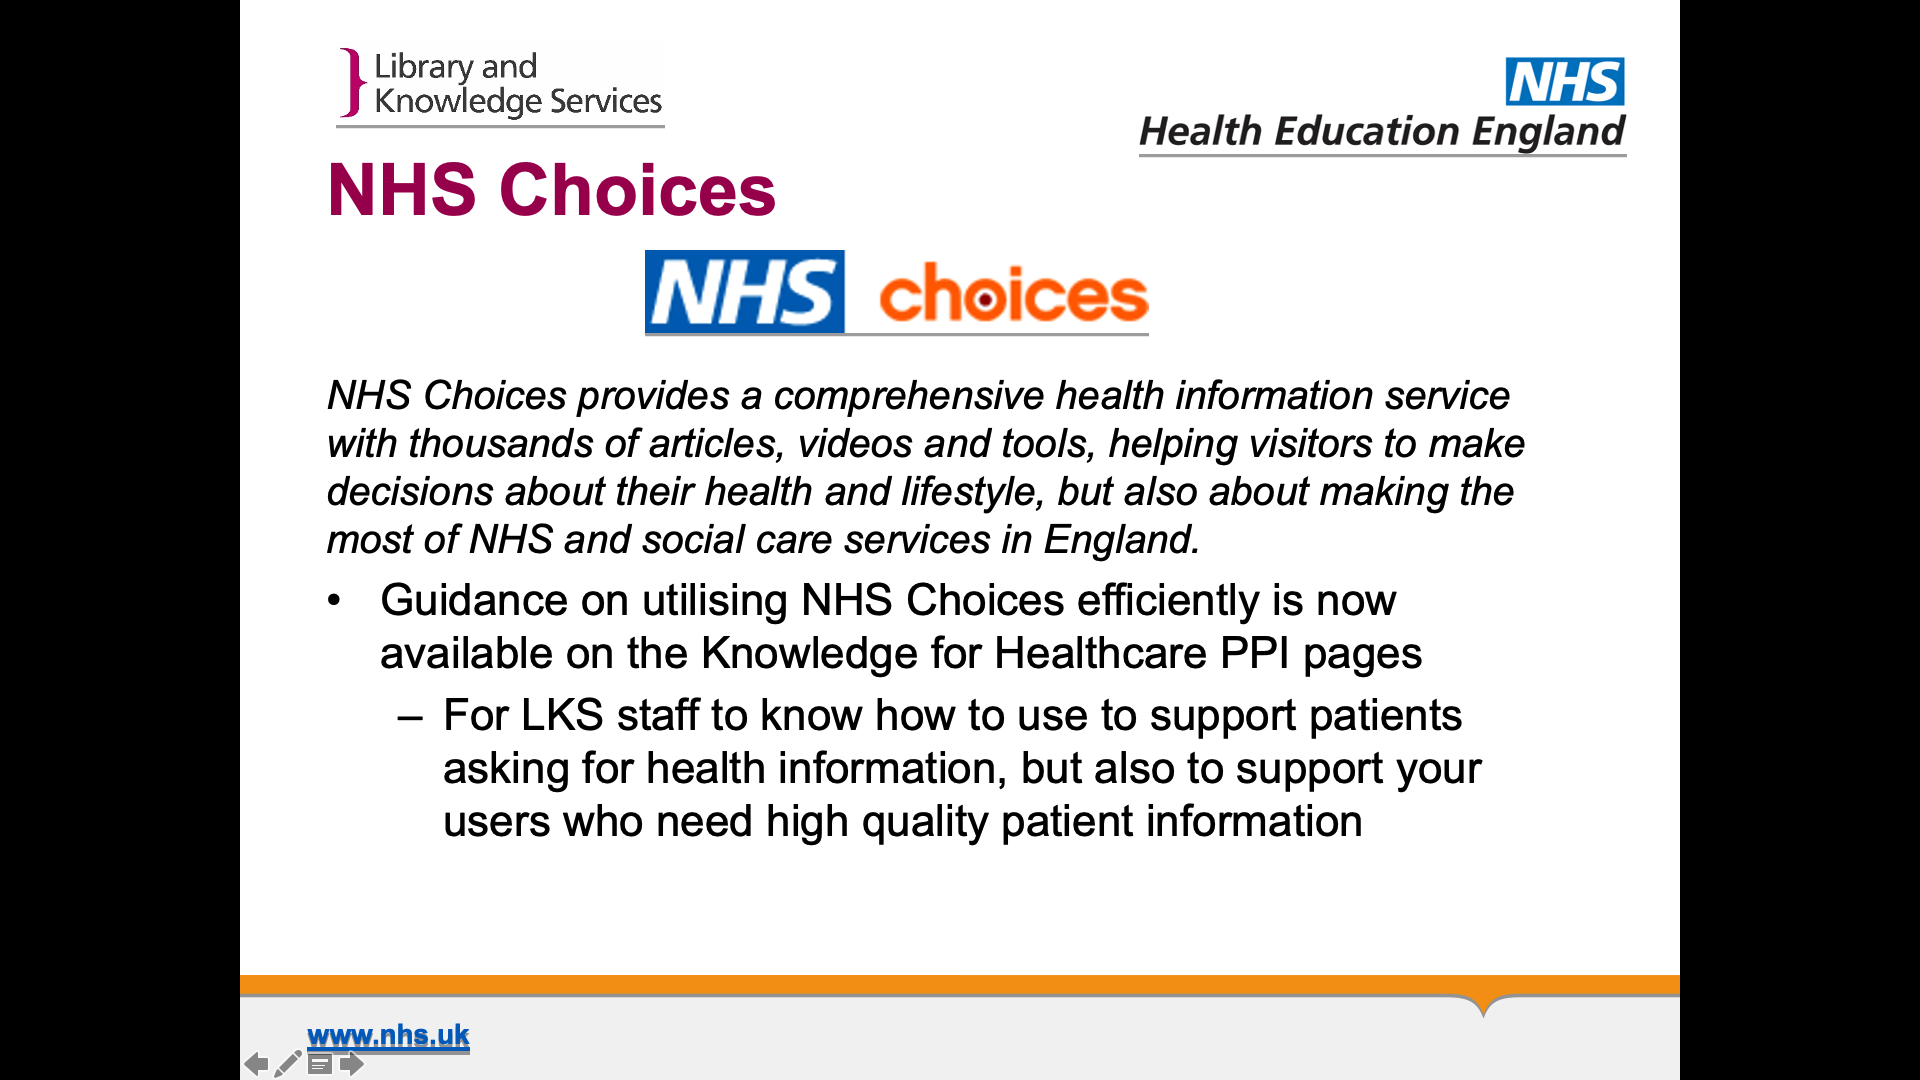 Library and
Knowledge Services
NHS
Health Education England
NHS Choices
NHS choices
NHS Choices provides a comprehensive health information service
with thousands of articles, videos and tools, helping visitors to make
decisions about their health and lifestyle, but also about making the
most of NHS and social care services in England.
• Guidance on utilising NHS Choices efficiently is now
available on the Knowledge for Healthcare PPI pages
– For LKS staff to know how to use to support patients
asking for health information, but also to support your
users who need high quality patient information
www.nhs.uk